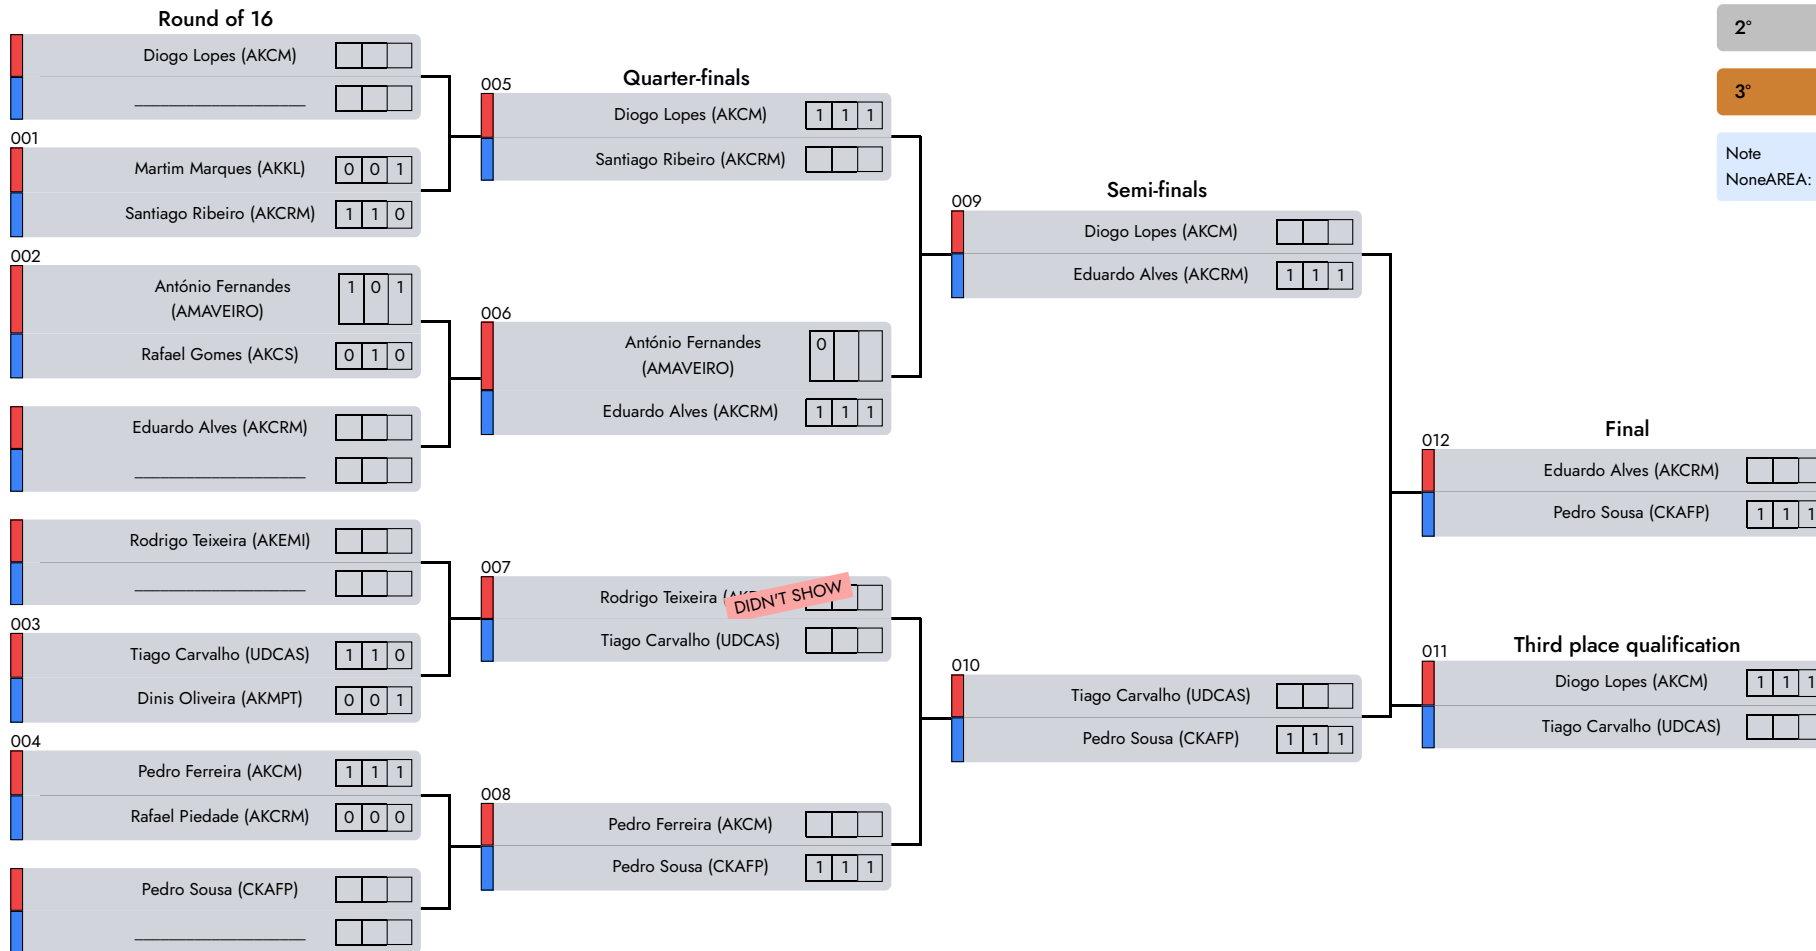 Round of 16
Diogo Lopes (AKCM)
____________________
001
Martim Marques (AKKL) 0 0 1
Santiago Ribeiro (AKCRM) 1 1 0
002
António Fernandes 1 0 1
(AMAVEIRO)
Rafael Gomes (AKCS) 0 1 0
Eduardo Alves (AKCRM)
____________________
Rodrigo Teixeira (AKEMI)
____________________
003
Tiago Carvalho (UDCAS) 1 1 0
Dinis Oliveira (AKMPT) 0 0 1
004
Pedro Ferreira (AKCM) 1 1 1
Rafael Piedade (AKCRM) 0 0 0
Pedro Sousa (CKAFP)
____________________
Quarter-finals
005
Diogo Lopes (AKCM) 1 1 1
Santiago Ribeiro (AKCRM)
006
António Fernandes 0
(AMAVEIRO)
Eduardo Alves (AKCRM) 1 1 1
007
Rodrigo Teixeira
DIDN'T SHOW
Tiago Carvalho (UDCAS)
008
Pedro Ferreira (AKCM)
Pedro Sousa (CKAFP) 1 1 1
Semi-finals
009
Diogo Lopes (AKCM)
Eduardo Alves (AKCRM) 1 1 1
010
Tiago Carvalho (UDCAS)
Pedro Sousa (CKAFP) 1 1 1
Final
012
Eduardo Alves (AKCRM)
Pedro Sousa (CKAFP) 1 1 1
Third place qualification
011
Diogo Lopes (AKCM) 1 1 1
Tiago Carvalho (UDCAS)
2°
3°
Note
NoneAREA: